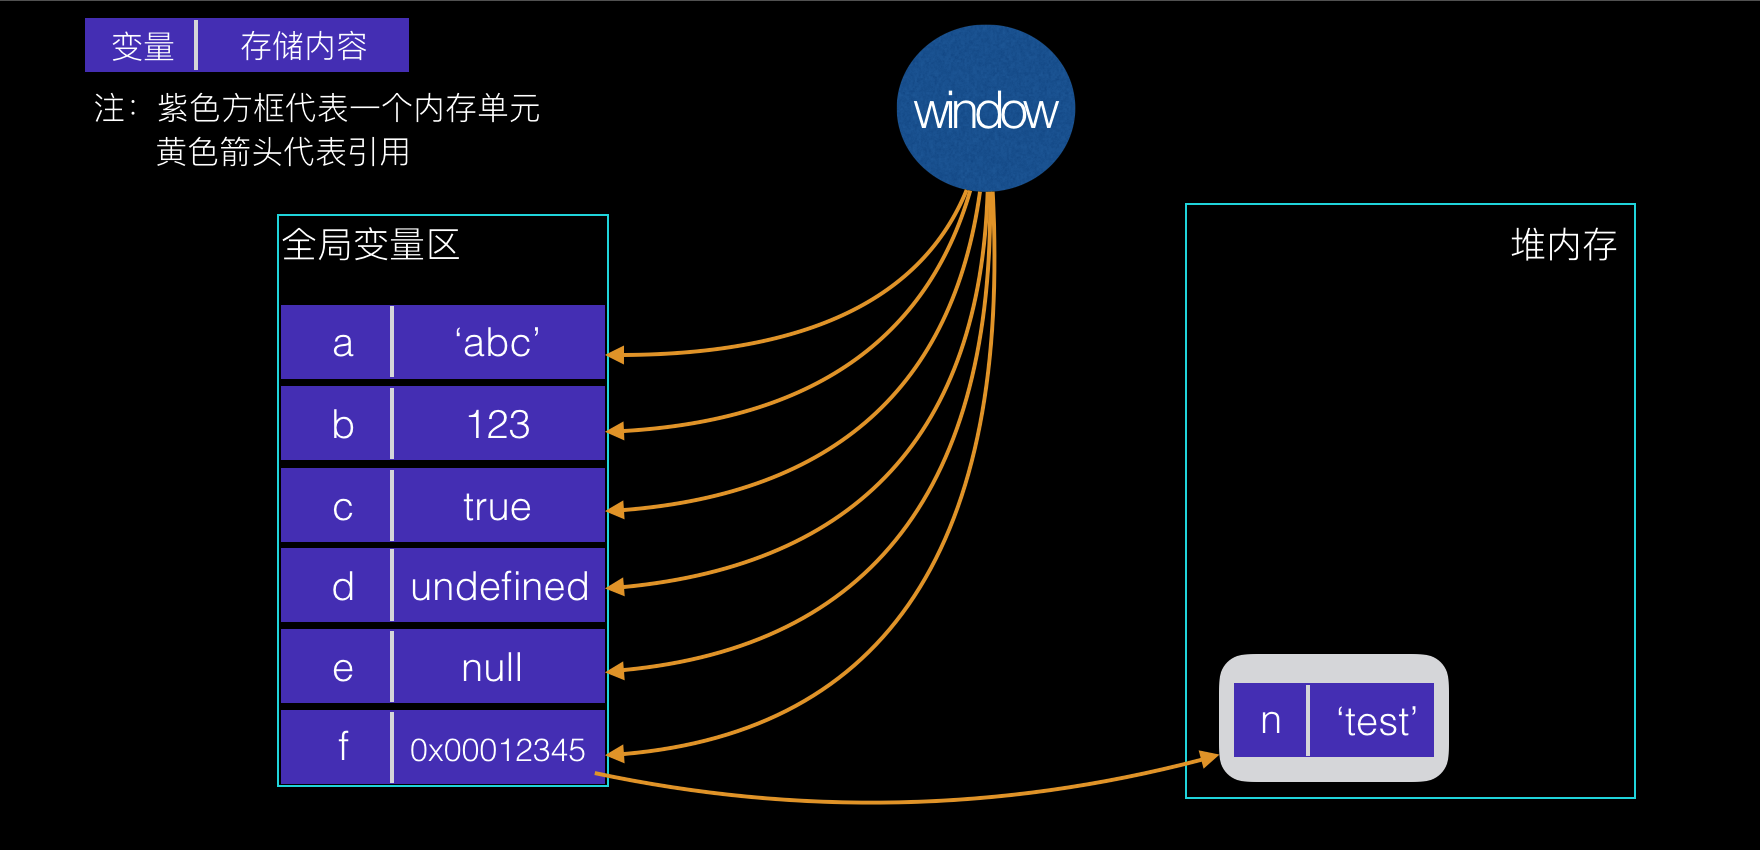 变量 存储内容
注：紫色方框代表一个内存单元
黄色箭头代表引用
window
全局变量区
a ‘abc’
b 123
c true
d undefined
e null
f 0x00012345
堆内存
n ‘test’